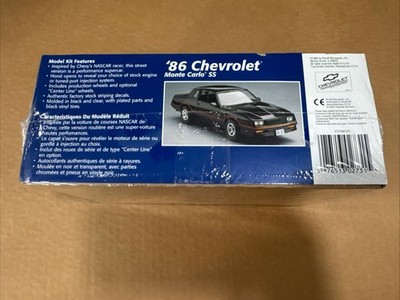 '86 Chevrolet
Monte Carlo SS
Model Kit Features
• Inspired by Chevy's NASCAR racer, this street
version is a performance supercar.
• Hood opens to reveal your choice of stock engine
or tuned-port injection system.
• Includes production wheels and optional
"Center Line" wheels.
• Authentic factory stock striping decals.
• Molded in black and clear, with plated parts and
black vinyl tires.
Caractéristiques Du Modèle Réduit
• Inspirée par la voiture de courses NASCAR de
Chevy, cette version routière est une super-voiture
aux hautes performances.
• Le capot s'ouvre pour révéler le moteur de série ou
porfilé à injection au choix.
• Inclut des roues de série et de type "Center Line"
en option.
• Autocollants authentiques de série à rayures.
• Moulée en noir et transparent, avec parties
chromées et pneus en vinyle noir.
CHEVROLET